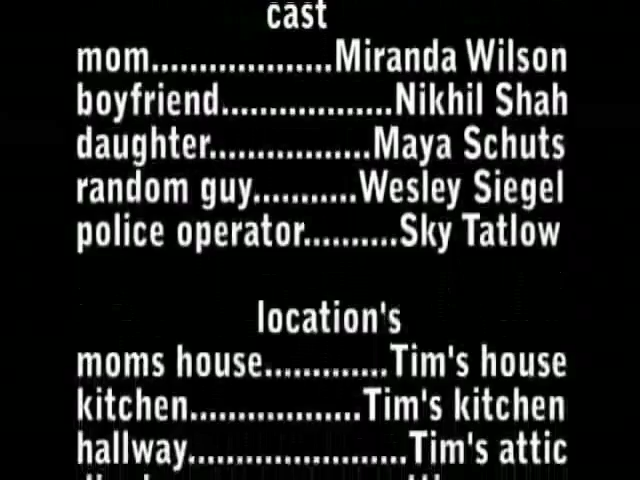 cast
mom...................Miranda Wilson
boyfriend..................Nikhil Shah
daughter.................Maya Schuts
random guy...........Wesley Siegel
police operator..........Sky Tatlow
location's
moms house.............Tim's house
kitchen..................Tim's kitchen
hallway.......................Tim's attic